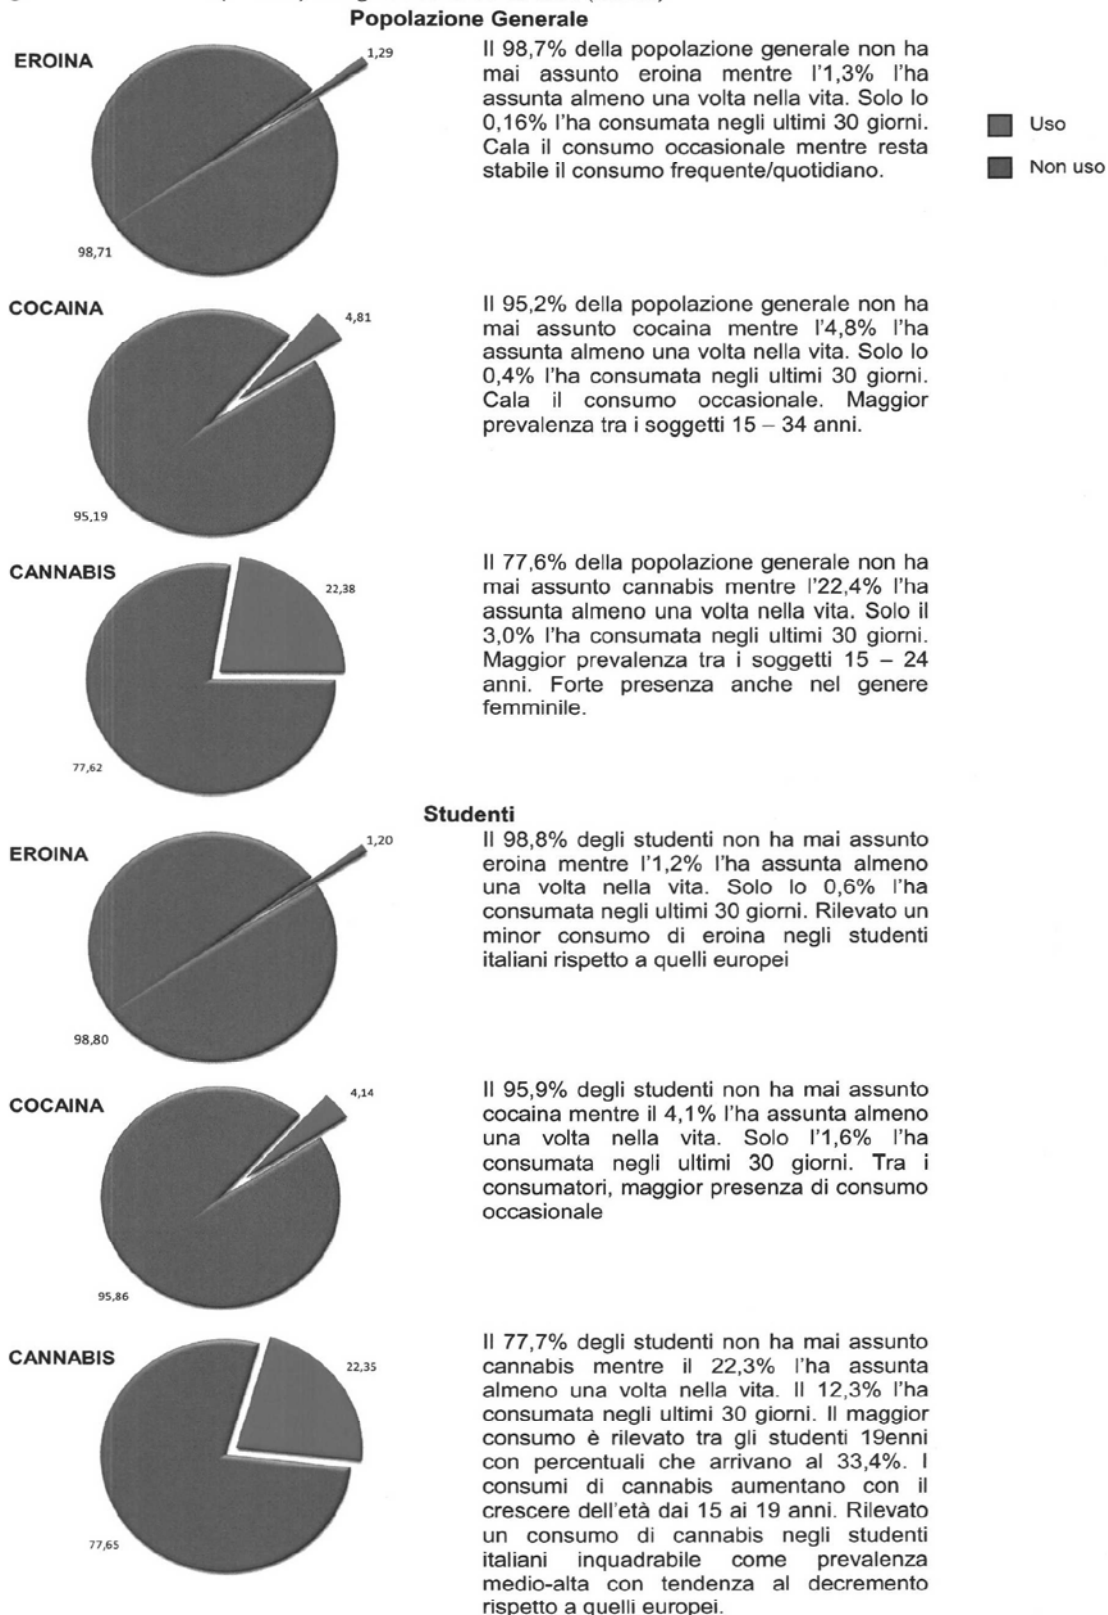 Popolazione Generale
EROINA
1,29
98,71
Il 98,7% della popolazione generale non ha
mai assunto eroina mentre l'1,3% l'ha
assunta almeno una volta nella vita. Solo lo
0,16% l'ha consumata negli ultimi 30 giorni.
Cala il consumo occasionale mentre resta
stabile il consumo frequente/quotidiano.
Uso
Non uso
COCAINA
4,81
95,19
Il 95,2% della popolazione generale non ha
mai assunto cocaina mentre l'4,8% l'ha
assunta almeno una volta nella vita. Solo lo
0,4% l'ha consumata negli ultimi 30 giorni.
Cala il consumo occasionale. Maggior
prevalenza tra i soggetti 15 – 34 anni.
CANNABIS
22,38
77,62
Il 77,6% della popolazione generale non ha
mai assunto cannabis mentre l'22,4% l'ha
assunta almeno una volta nella vita. Solo il
3,0% l'ha consumata negli ultimi 30 giorni.
Maggior prevalenza tra i soggetti 15 – 24
anni. Forte presenza anche nel genere
femminile.
Studenti
EROINA
1,20
98,80
Il 98,8% degli studenti non ha mai assunto
eroina mentre l'1,2% l'ha assunta almeno
una volta nella vita. Solo lo 0,6% l'ha
consumata negli ultimi 30 giorni. Rilevato un
minor consumo di eroina negli studenti
italiani rispetto a quelli europei
COCAINA
4,14
95,86
Il 95,9% degli studenti non ha mai assunto
cocaina mentre il 4,1% l'ha assunta almeno
una volta nella vita. Solo l'1,6% l'ha
consumata negli ultimi 30 giorni. Tra i
consumatori, maggior presenza di consumo
occasionale
CANNABIS
22,35
77,65
Il 77,7% degli studenti non ha mai assunto
cannabis mentre il 22,3% l'ha assunta
almeno una volta nella vita. Il 12,3% l'ha
consumata negli ultimi 30 giorni. Il maggior
consumo è rilevato tra gli studenti 19enni
con percentuali che arrivano al 33,4%. I
consumi di cannabis aumentano con il
crescere dell'età dai 15 ai 19 anni. Rilevato
un consumo di cannabis negli studenti
italiani inquadrabile come prevalenza
medio-alta con tendenza al decremento
rispetto a quelli europei.